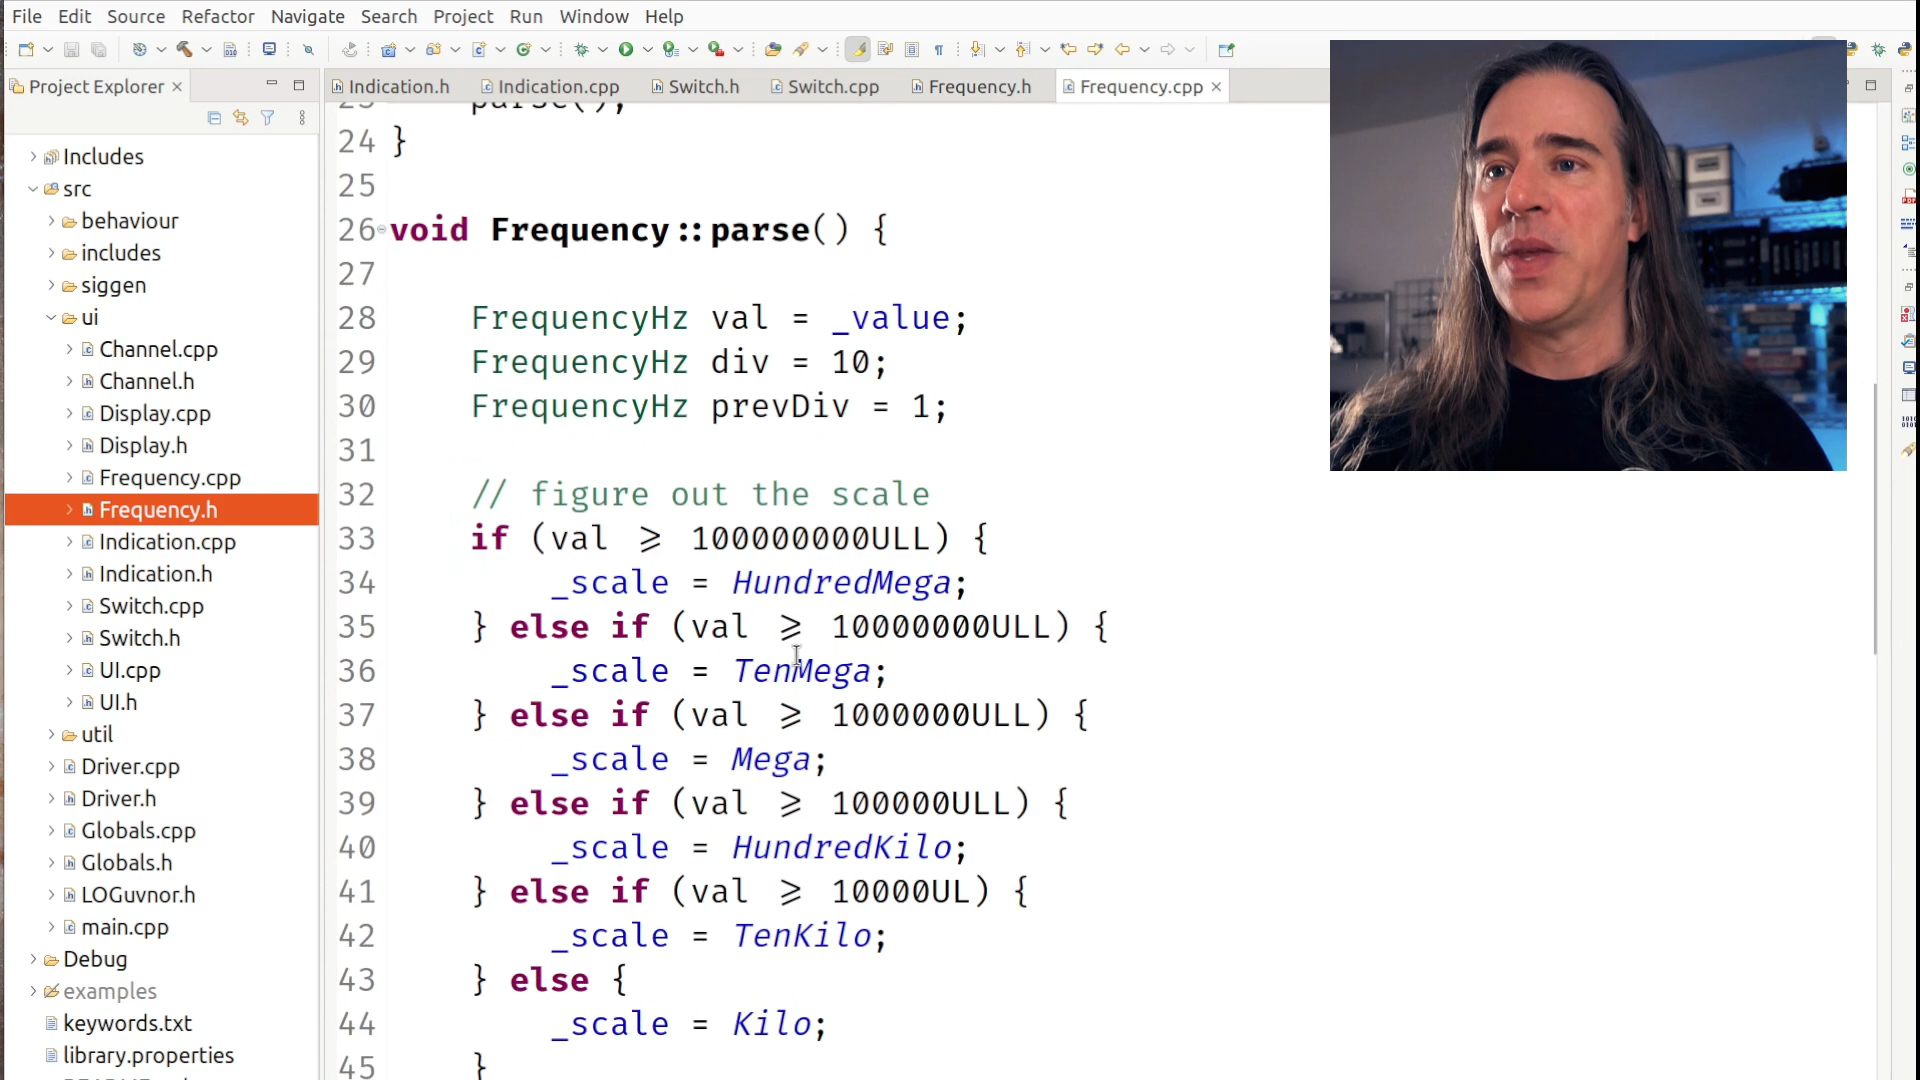 File Edit Source Refactor Navigate Search Project Run Window Help
Project Explorer
Indication.h Indication.cpp Switch.h Switch.cpp Frequency.h Frequency.cpp
Includes
src
behaviour
includes
siggen
ui
Channel.cpp
Channel.h
Display.cpp
Display.h
Frequency.cpp
Frequency.h
Indication.cpp
Indication.h
Switch.cpp
Switch.h
UI.cpp
UI.h
util
Driver.cpp
Driver.h
Globals.cpp
Globals.h
LOGuvnor.h
main.cpp
Debug
examples
keywords.txt
library.properties
23 parse();
24 }
25
26 void Frequency::parse() {
27
28 FrequencyHz val = _value;
29 FrequencyHz div = 10;
30 FrequencyHz prevDiv = 1;
31
32 // figure out the scale
33 if (val ⩾ 100000000ULL) {
34 _scale = HundredMega;
35 } else if (val ⩾ 10000000ULL) {
36 _scale = TenMega;
37 } else if (val ⩾ 1000000ULL) {
38 _scale = Mega;
39 } else if (val ⩾ 100000ULL) {
40 _scale = HundredKilo;
41 } else if (val ⩾ 10000UL) {
42 _scale = TenKilo;
43 } else {
44 _scale = Kilo;
45 }